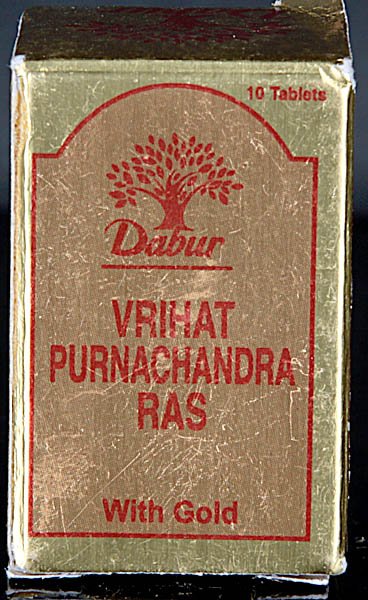 10 Tablets
Dabur
VRIHAT
PURNACHANDRA
RAS
With Gold